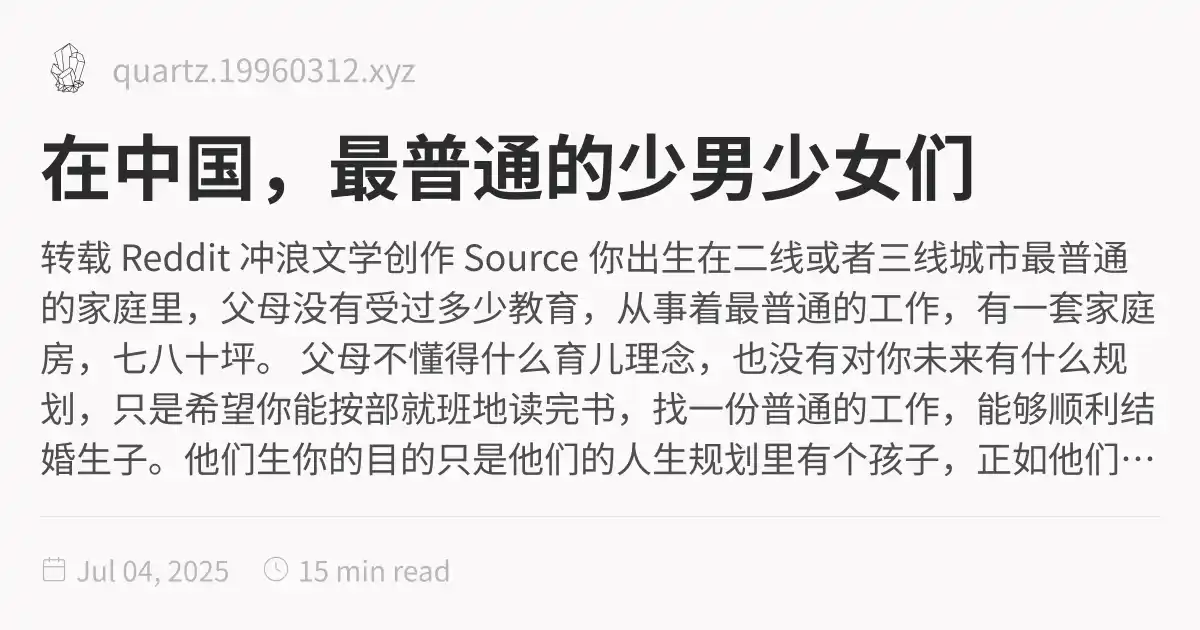 quartz.19960312.xyz
在中国，最普通的少男少女们
转载 Reddit 冲浪文学创作 Source 你出生在二线或者三线城市最普通
的家庭里，父母没有受过多少教育，从事着最普通的工作，有一套家庭
房，七八十坪。 父母不懂得什么育儿理念，也没有对你未来有什么规
划，只是希望你能按部就班地读完书，找一份普通的工作，能够顺利结
婚生子。他们生你的目的只是他们的人生规划里有个孩子，正如他们…
Jul 04, 2025
15 min read